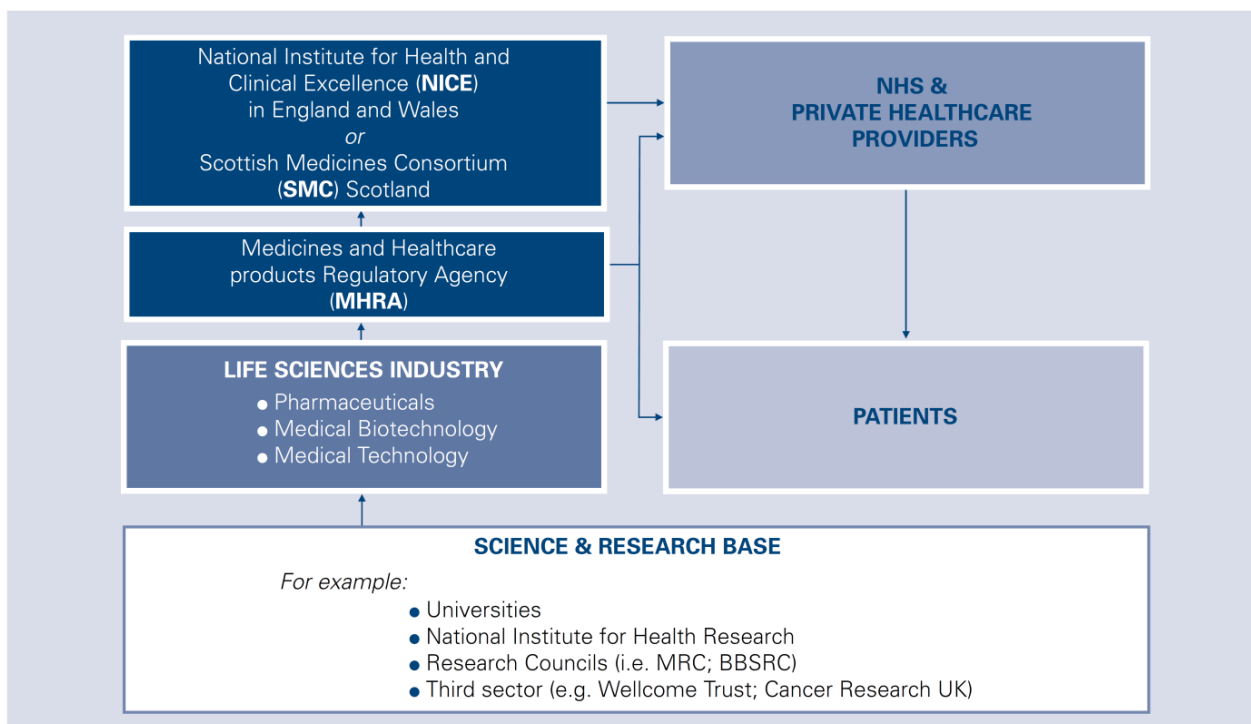 National Institute for Health and
Clinical Excellence (NICE)
in England and Wales
or
Scottish Medicines Consortium
(SMC) Scotland
NHS &
PRIVATE HEALTHCARE
PROVIDERS
Medicines and Healthcare
products Regulatory Agency
(MHRA)
LIFE SCIENCES INDUSTRY
● Pharmaceuticals
● Medical Biotechnology
● Medical Technology
PATIENTS
SCIENCE & RESEARCH BASE
For example:
● Universities
● National Institute for Health Research
● Research Councils (i.e. MRC; BBSRC)
● Third sector (e.g. Wellcome Trust; Cancer Research UK)